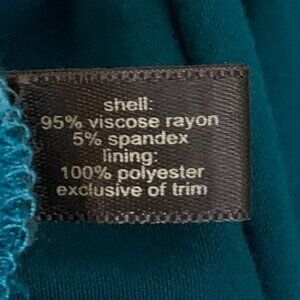 shell:
95% viscose rayon
5% spandex
lining:
100% polyester
exclusive of trim